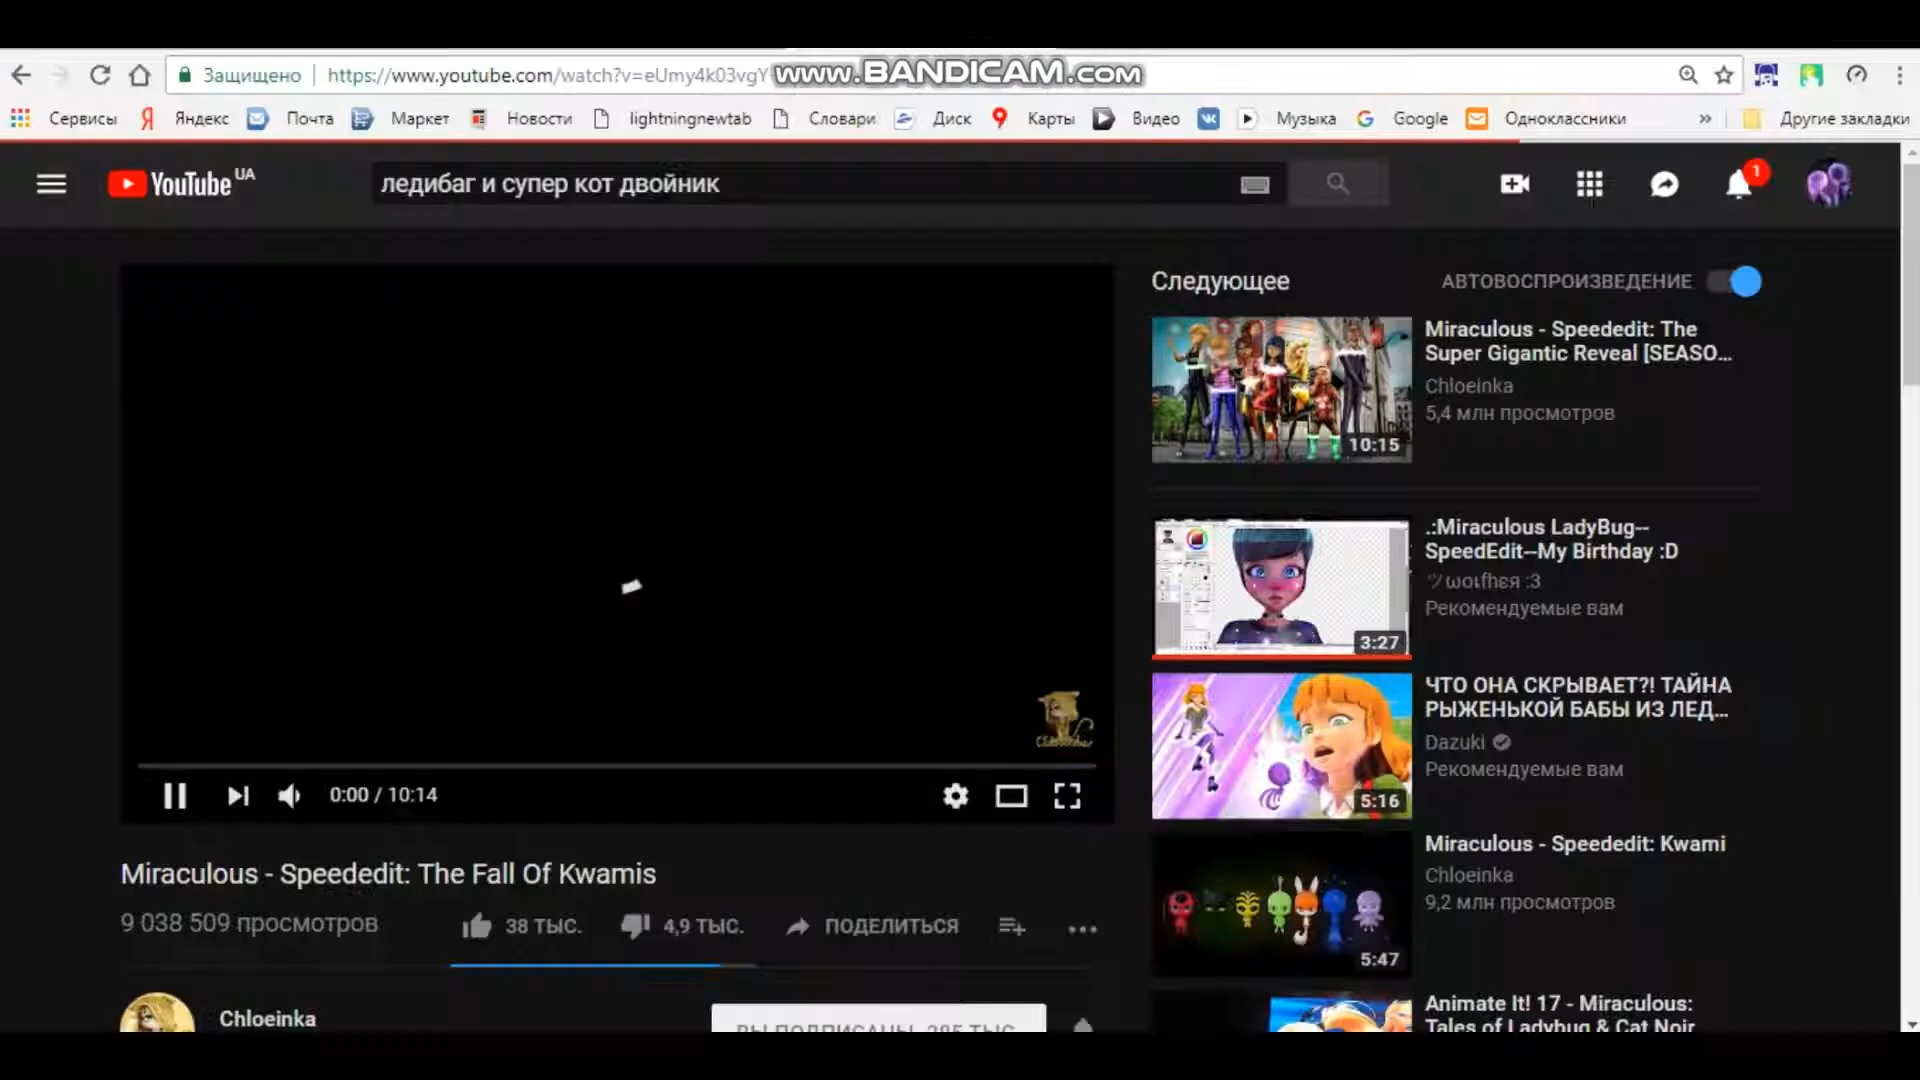 Защищено
https://www.youtube.com/watch?v=eUmy4k03vgY
www.BANDICAM.com
Сервисы
Яндекс
Почта
Маркет
Новости
lightningnewtab
Словари
Диск
Карты
Видео
Музыка
Google
Одноклассники
»
Другие закладки
YouTube UA
ледибаг и супер кот двойник
1
Следующее
АВТОВОСПРОИЗВЕДЕНИЕ
Miraculous - Speededit: The
Super Gigantic Reveal [SEASO...
Chloeinka
5,4 млн просмотров
10:15
.:Miraculous LadyBug--
SpeedEdit--My Birthday :D
Рекомендуемые вам
3:27
ЧТО ОНА СКРЫВАЕТ?! ТАЙНА
РЫЖЕНЬКОЙ БАБЫ ИЗ ЛЕД...
Dazuki
Рекомендуемые вам
5:16
Miraculous - Speededit: Kwami
Chloeinka
9,2 млн просмотров
5:47
Animate It! 17 - Miraculous:
Tales of Ladybug & Cat Noir
0:00 / 10:14
Miraculous - Speededit: The Fall Of Kwamis
9 038 509 просмотров
38 ТЫС.
4,9 ТЫС.
ПОДЕЛИТЬСЯ
Chloeinka
ВЫ ПОДПИСАНЫ 385 ТЫС.